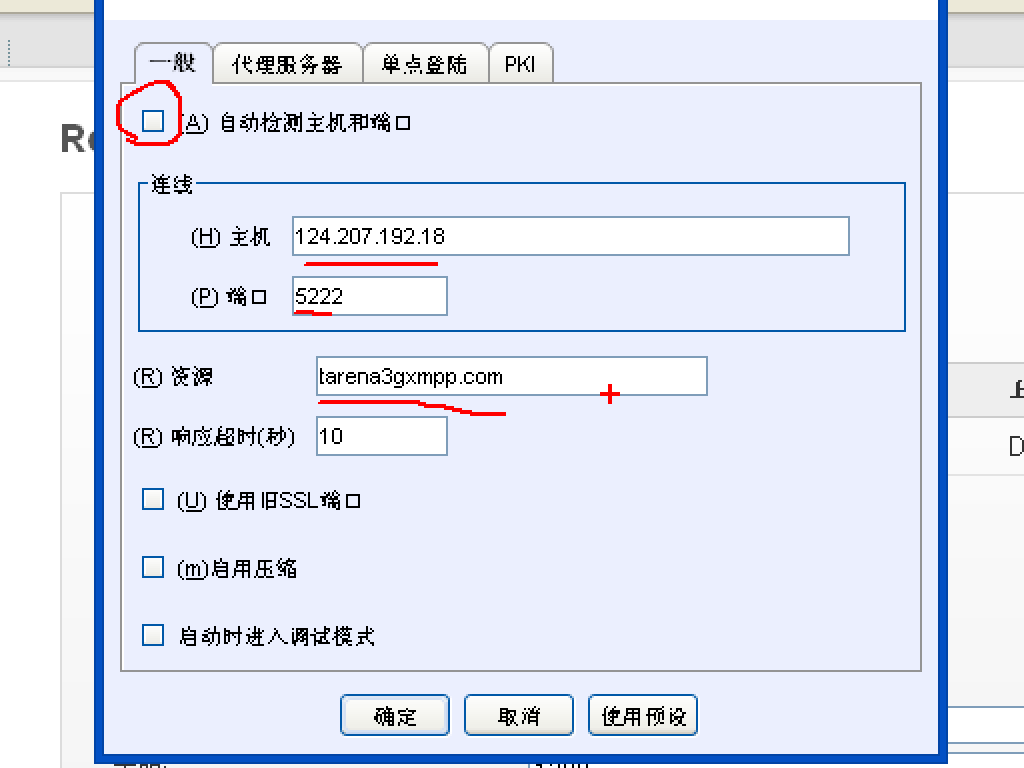 一般 代理服务器 单点登陆 PKI
(A) 自动检测主机和端口
连线
(H) 主机 124.207.192.18
(P) 端口 5222
(R) 资源 tarena3gxmpp.com
(R) 响应超时(秒) 10
(U) 使用旧SSL端口
(m)启用压缩
启动时进入调试模式
确定 取消 使用预设